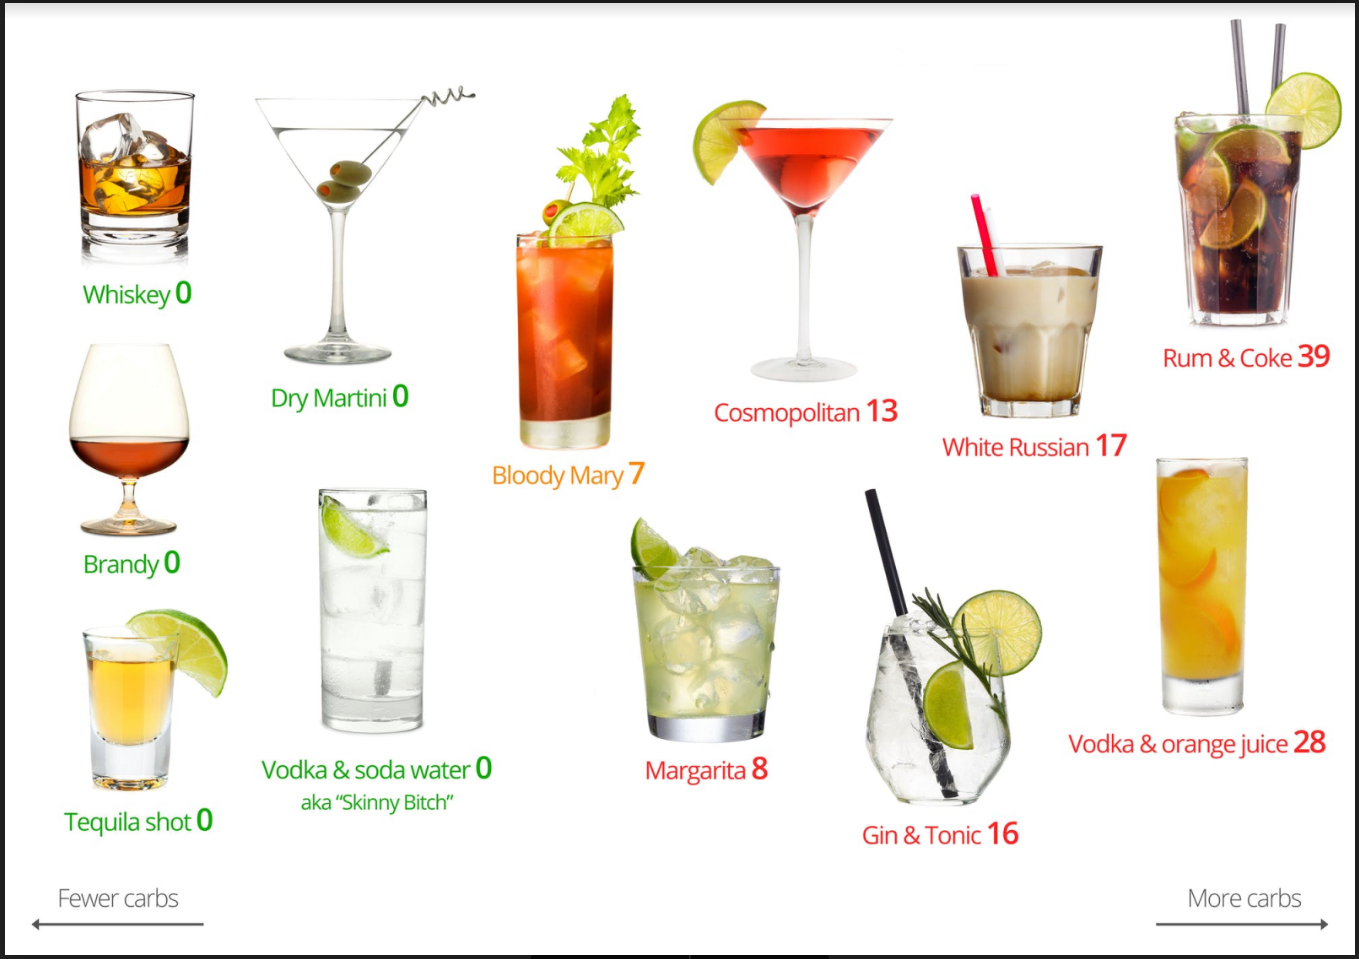 Whiskey 0
Dry Martini 0
Bloody Mary 7
Cosmopolitan 13
White Russian 17
Rum & Coke 39
Brandy 0
Tequila shot 0
Vodka & soda water 0
aka “Skinny Bitch”
Margarita 8
Gin & Tonic 16
Vodka & orange juice 28
Fewer carbs
More carbs